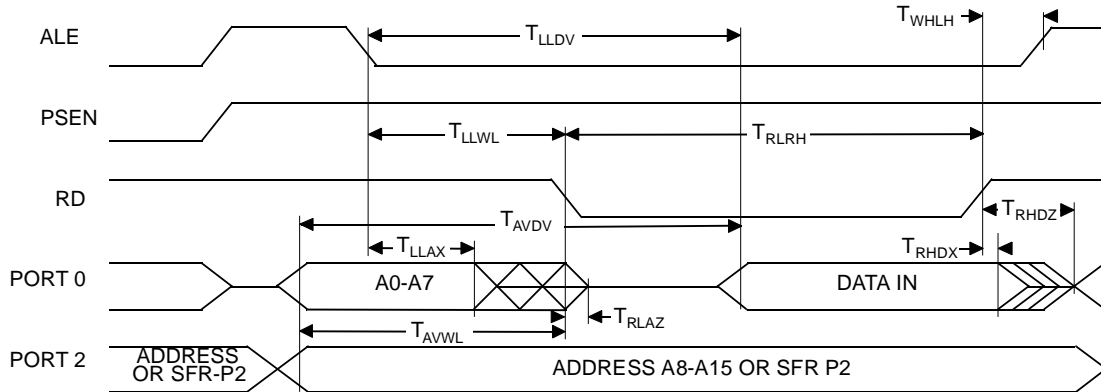 ALE
T_LLDV
T_WHLH
PSEN
T_LLWL
T_RLRH
RD
T_AVDV
T_RHDZ
T_LLAX
T_RHDX
PORT 0
A0-A7
DATA IN
T_RLAZ
T_AVWL
PORT 2
ADDRESS
OR SFR-P2
ADDRESS A8-A15 OR SFR P2